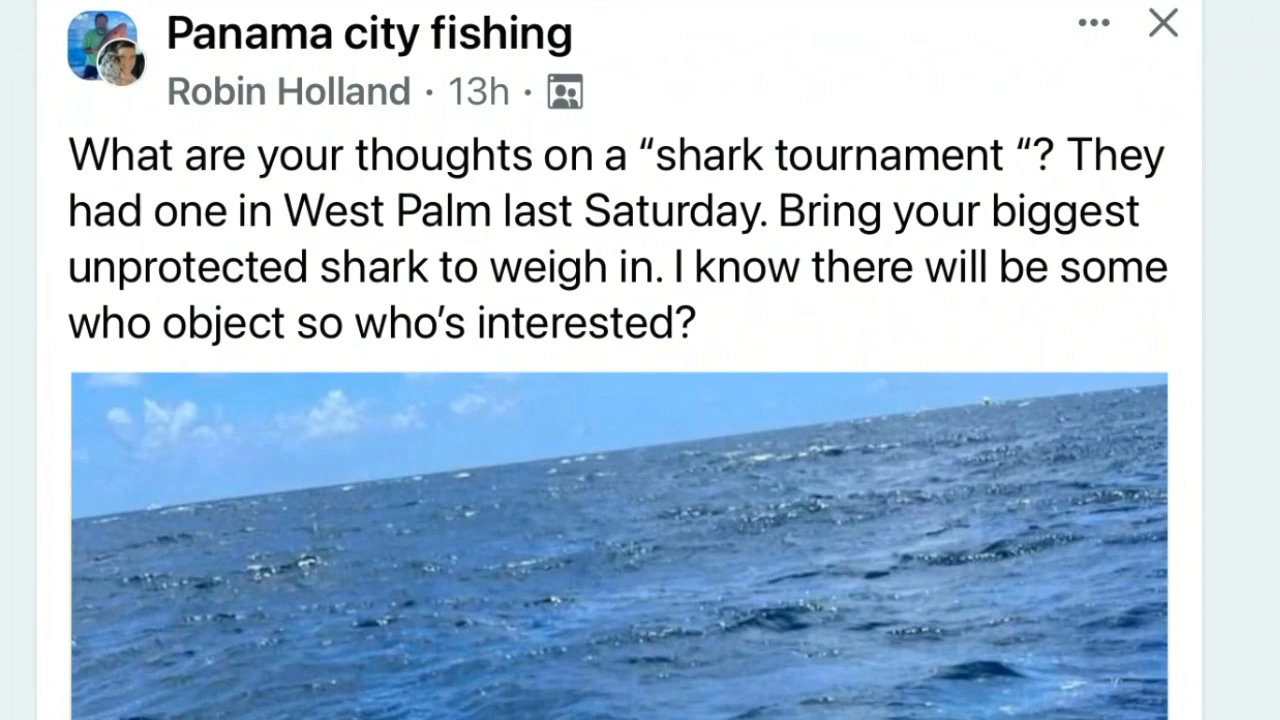 Panama city fishing
Robin Holland · 13h ·
What are your thoughts on a “shark tournament “? They
had one in West Palm last Saturday. Bring your biggest
unprotected shark to weigh in. I know there will be some
who object so who’s interested?